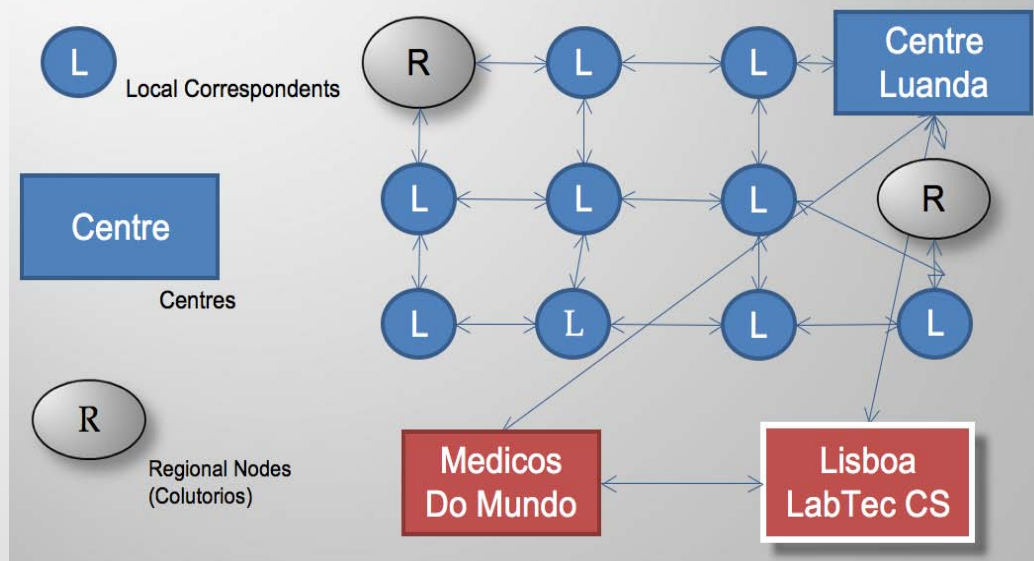 L
Local Correspondents
R
L
L
Centre
Luanda
Centre
Centres
L
L
L
R
L
L
L
L
R
Regional Nodes
(Colutorios)
Medicos
Do Mundo
Lisboa
LabTec CS